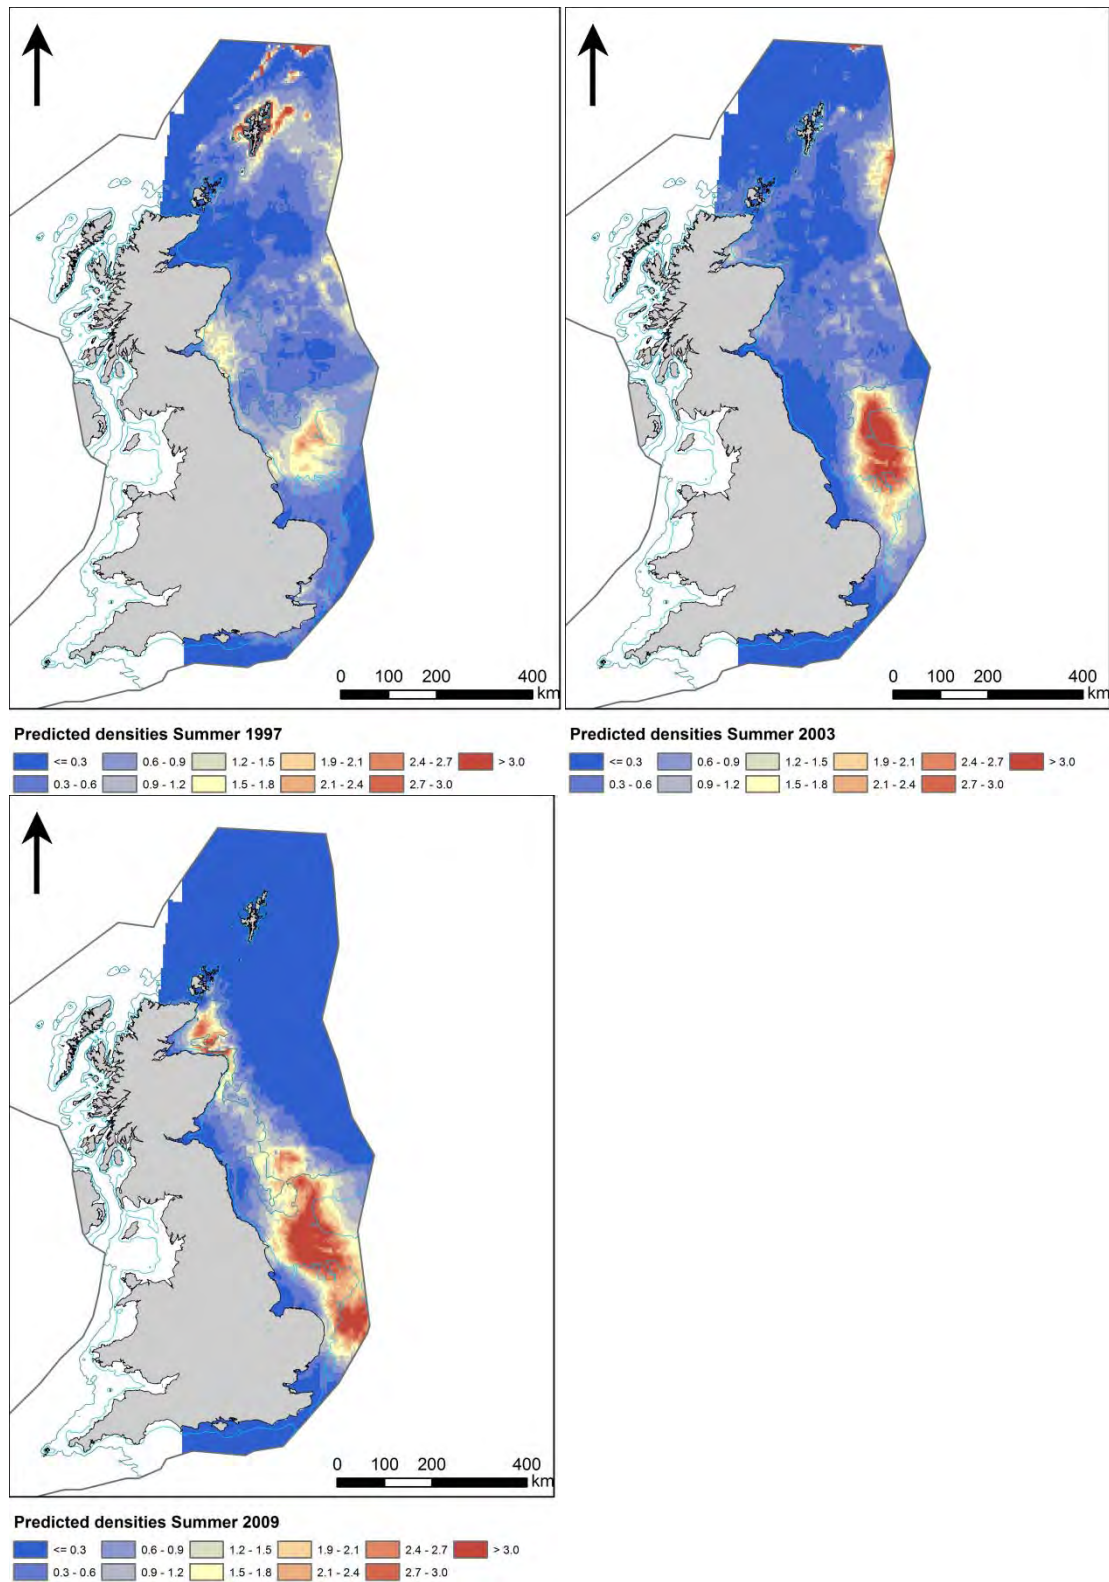 0 100 200 400
km
0 100 200 400
km
Predicted densities Summer 1997
<= 0.3 0.6 - 0.9 1.2 - 1.5 1.9 - 2.1 2.4 - 2.7 > 3.0
0.3 - 0.6 0.9 - 1.2 1.5 - 1.8 2.1 - 2.4 2.7 - 3.0
Predicted densities Summer 2003
<= 0.3 0.6 - 0.9 1.2 - 1.5 1.9 - 2.1 2.4 - 2.7 > 3.0
0.3 - 0.6 0.9 - 1.2 1.5 - 1.8 2.1 - 2.4 2.7 - 3.0
0 100 200 400
km
Predicted densities Summer 2009
<= 0.3 0.6 - 0.9 1.2 - 1.5 1.9 - 2.1 2.4 - 2.7 > 3.0
0.3 - 0.6 0.9 - 1.2 1.5 - 1.8 2.1 - 2.4 2.7 - 3.0